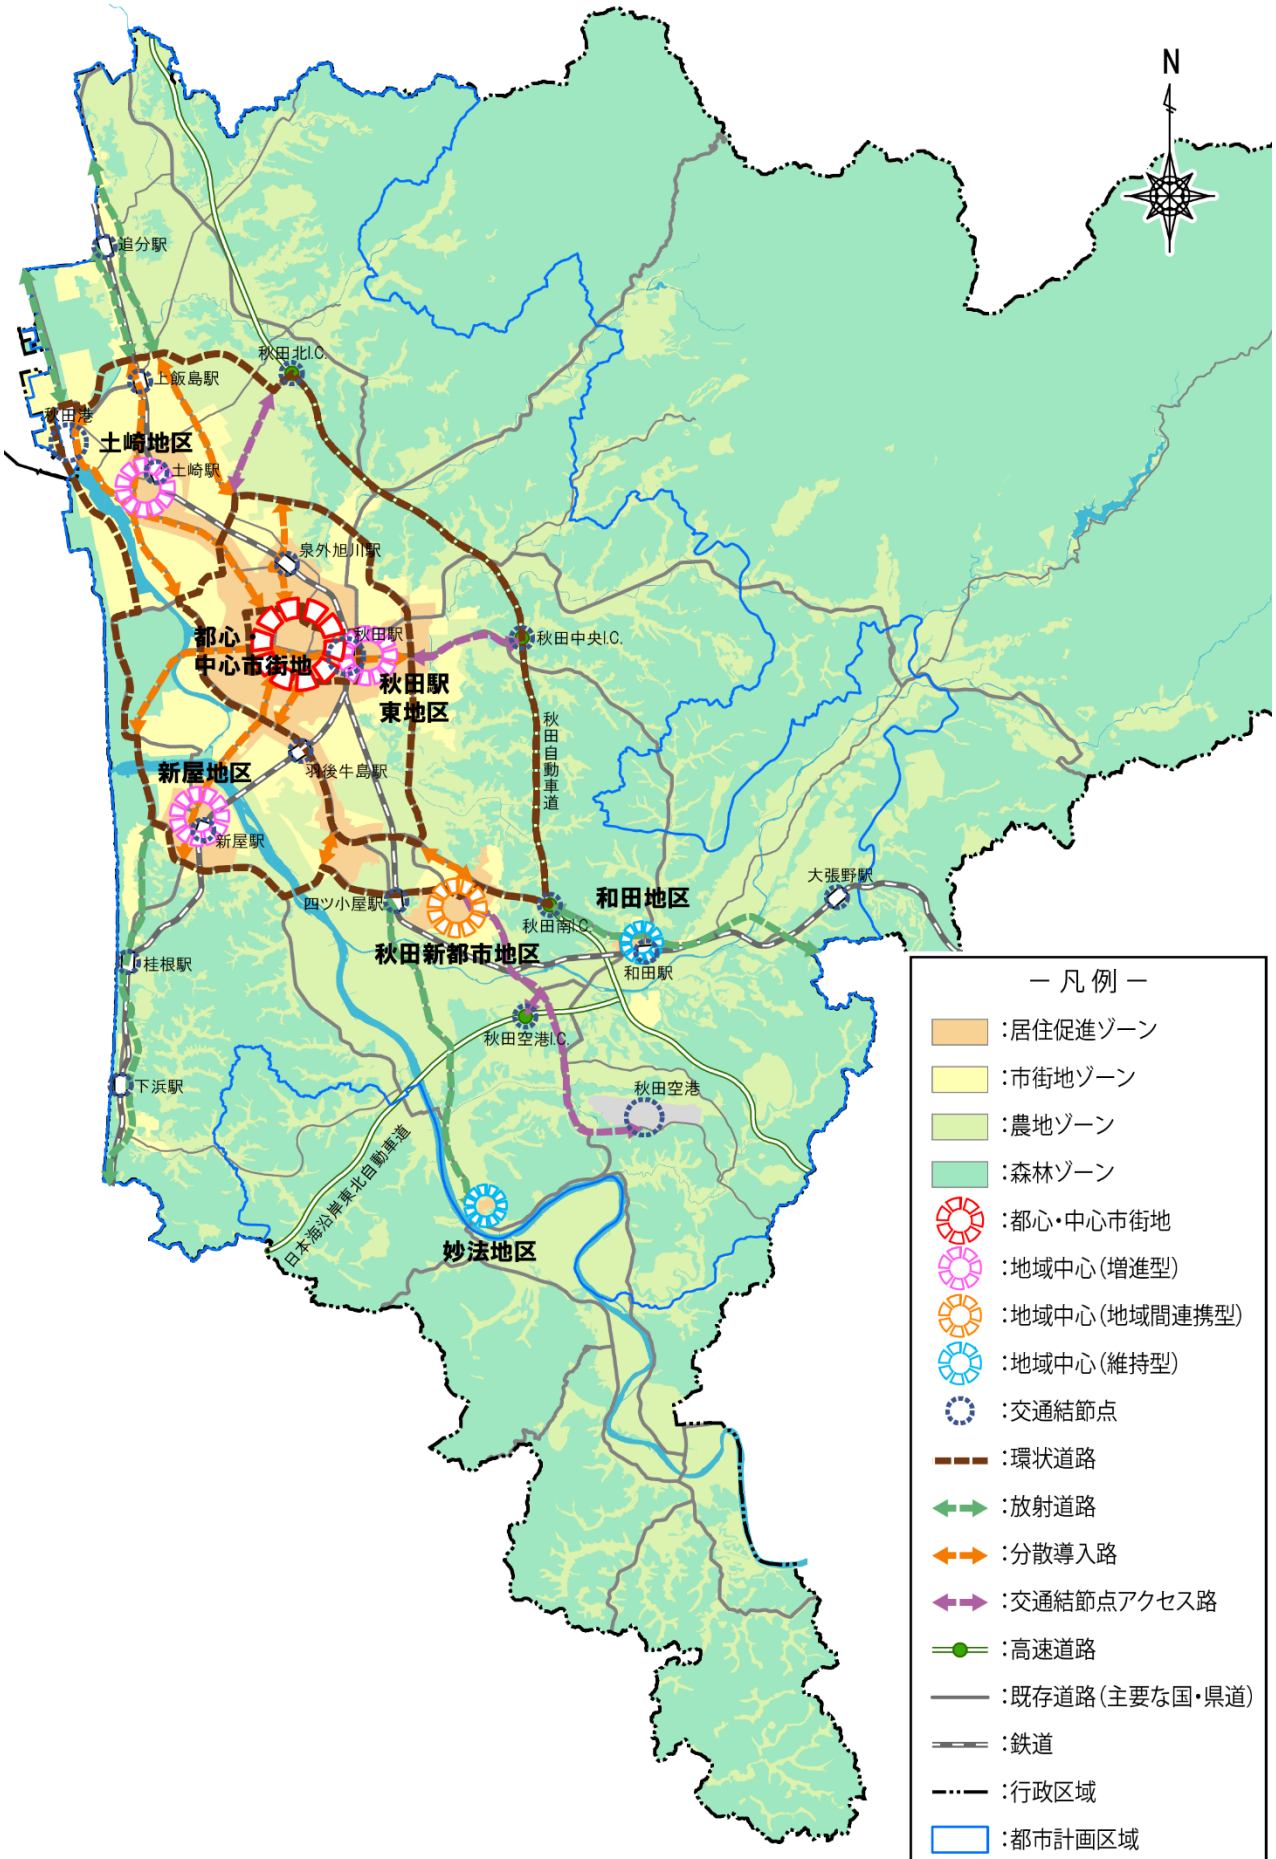 N
追分駅
秋田北I.C.
上飯島駅
秋田港
土崎地区
土崎駅
泉外旭川駅
都心・
中心市街地
秋田駅
秋田中央I.C.
秋田駅
東地区
秋田自動車道
羽後牛島駅
新屋地区
新屋駅
大張野駅
四ツ小屋駅
和田地区
秋田南I.C.
秋田新都市地区
桂根駅
和田駅
秋田空港I.C.
下浜駅
秋田空港
日本海沿岸東北自動車道
妙法地区
－凡例－
:居住促進ゾーン
:市街地ゾーン
:農地ゾーン
:森林ゾーン
:都心・中心市街地
:地域中心(増進型)
:地域中心(地域間連携型)
:地域中心(維持型)
:交通結節点
:環状道路
:放射道路
:分散導入路
:交通結節点アクセス路
:高速道路
:既存道路(主要な国・県道)
:鉄道
:行政区域
:都市計画区域